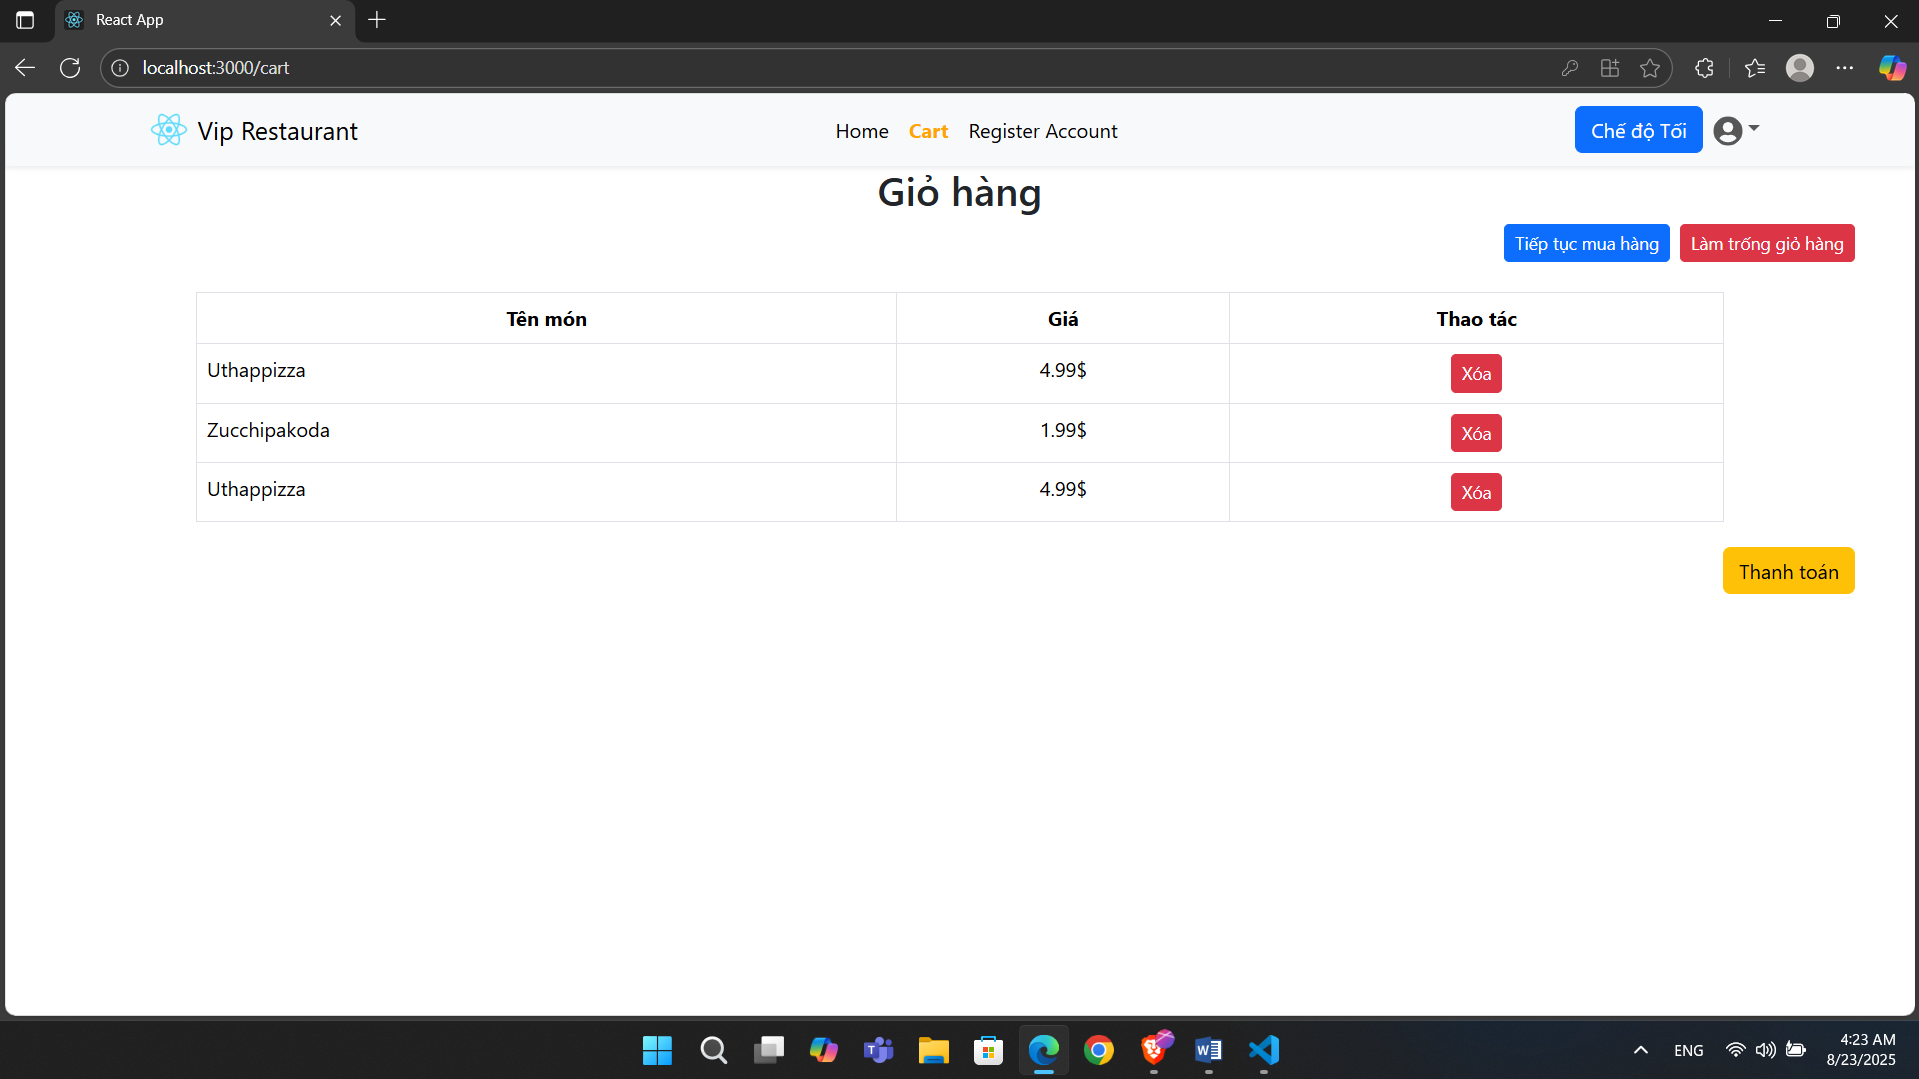 React App
localhost:3000/cart
Vip Restaurant
Home Cart Register Account
Chế độ Tối
Giỏ hàng
Tiếp tục mua hàng Làm trống giỏ hàng
Tên món Giá Thao tác
Uthappizza 4.99$ Xóa
Zucchipakoda 1.99$ Xóa
Uthappizza 4.99$ Xóa
Thanh toán
ENG
4:23 AM
8/23/2025